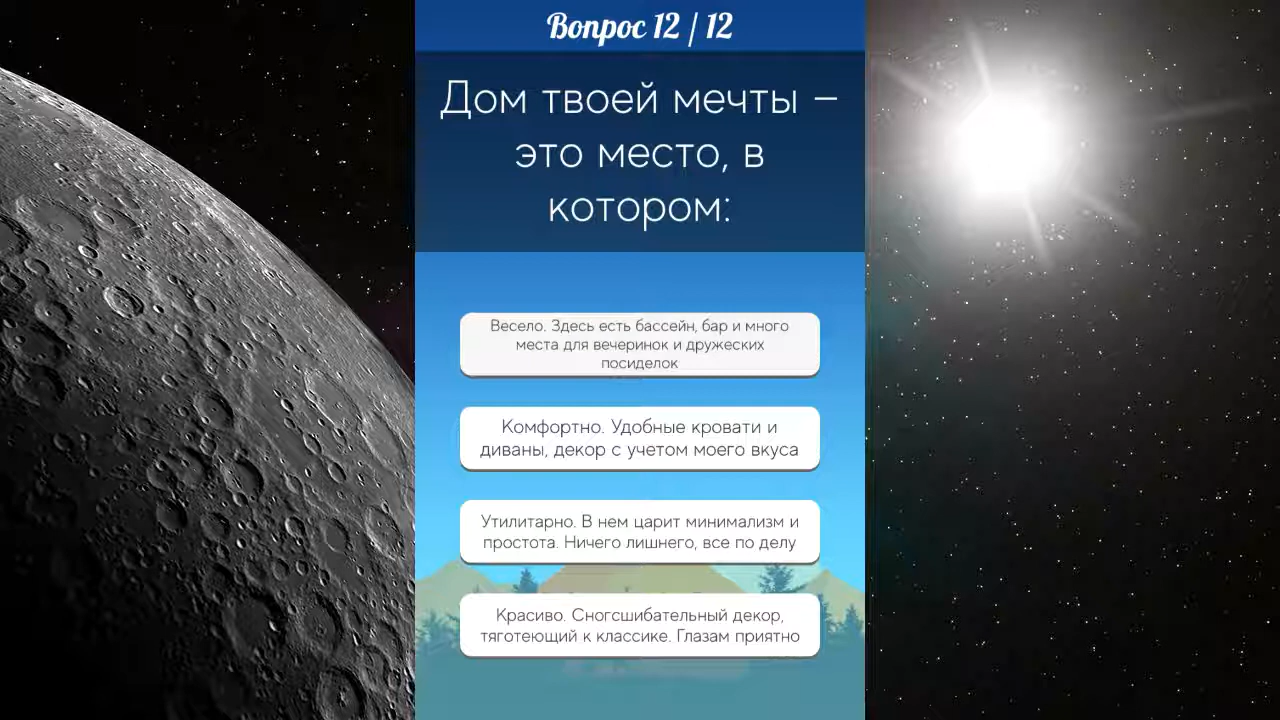 Вопрос 12 / 12
Дом твоей мечты –
это место, в
котором:
Весело. Здесь есть бассейн, бар и много
места для вечеринок и дружеских
посиделок
Комфортно. Удобные кровати и
диваны, декор с учетом моего вкуса
Утилитарно. В нем царит минимализм и
простота. Ничего лишнего, все по делу
Красиво. Сногсшибательный декор,
тяготеющий к классике. Глазам приятно